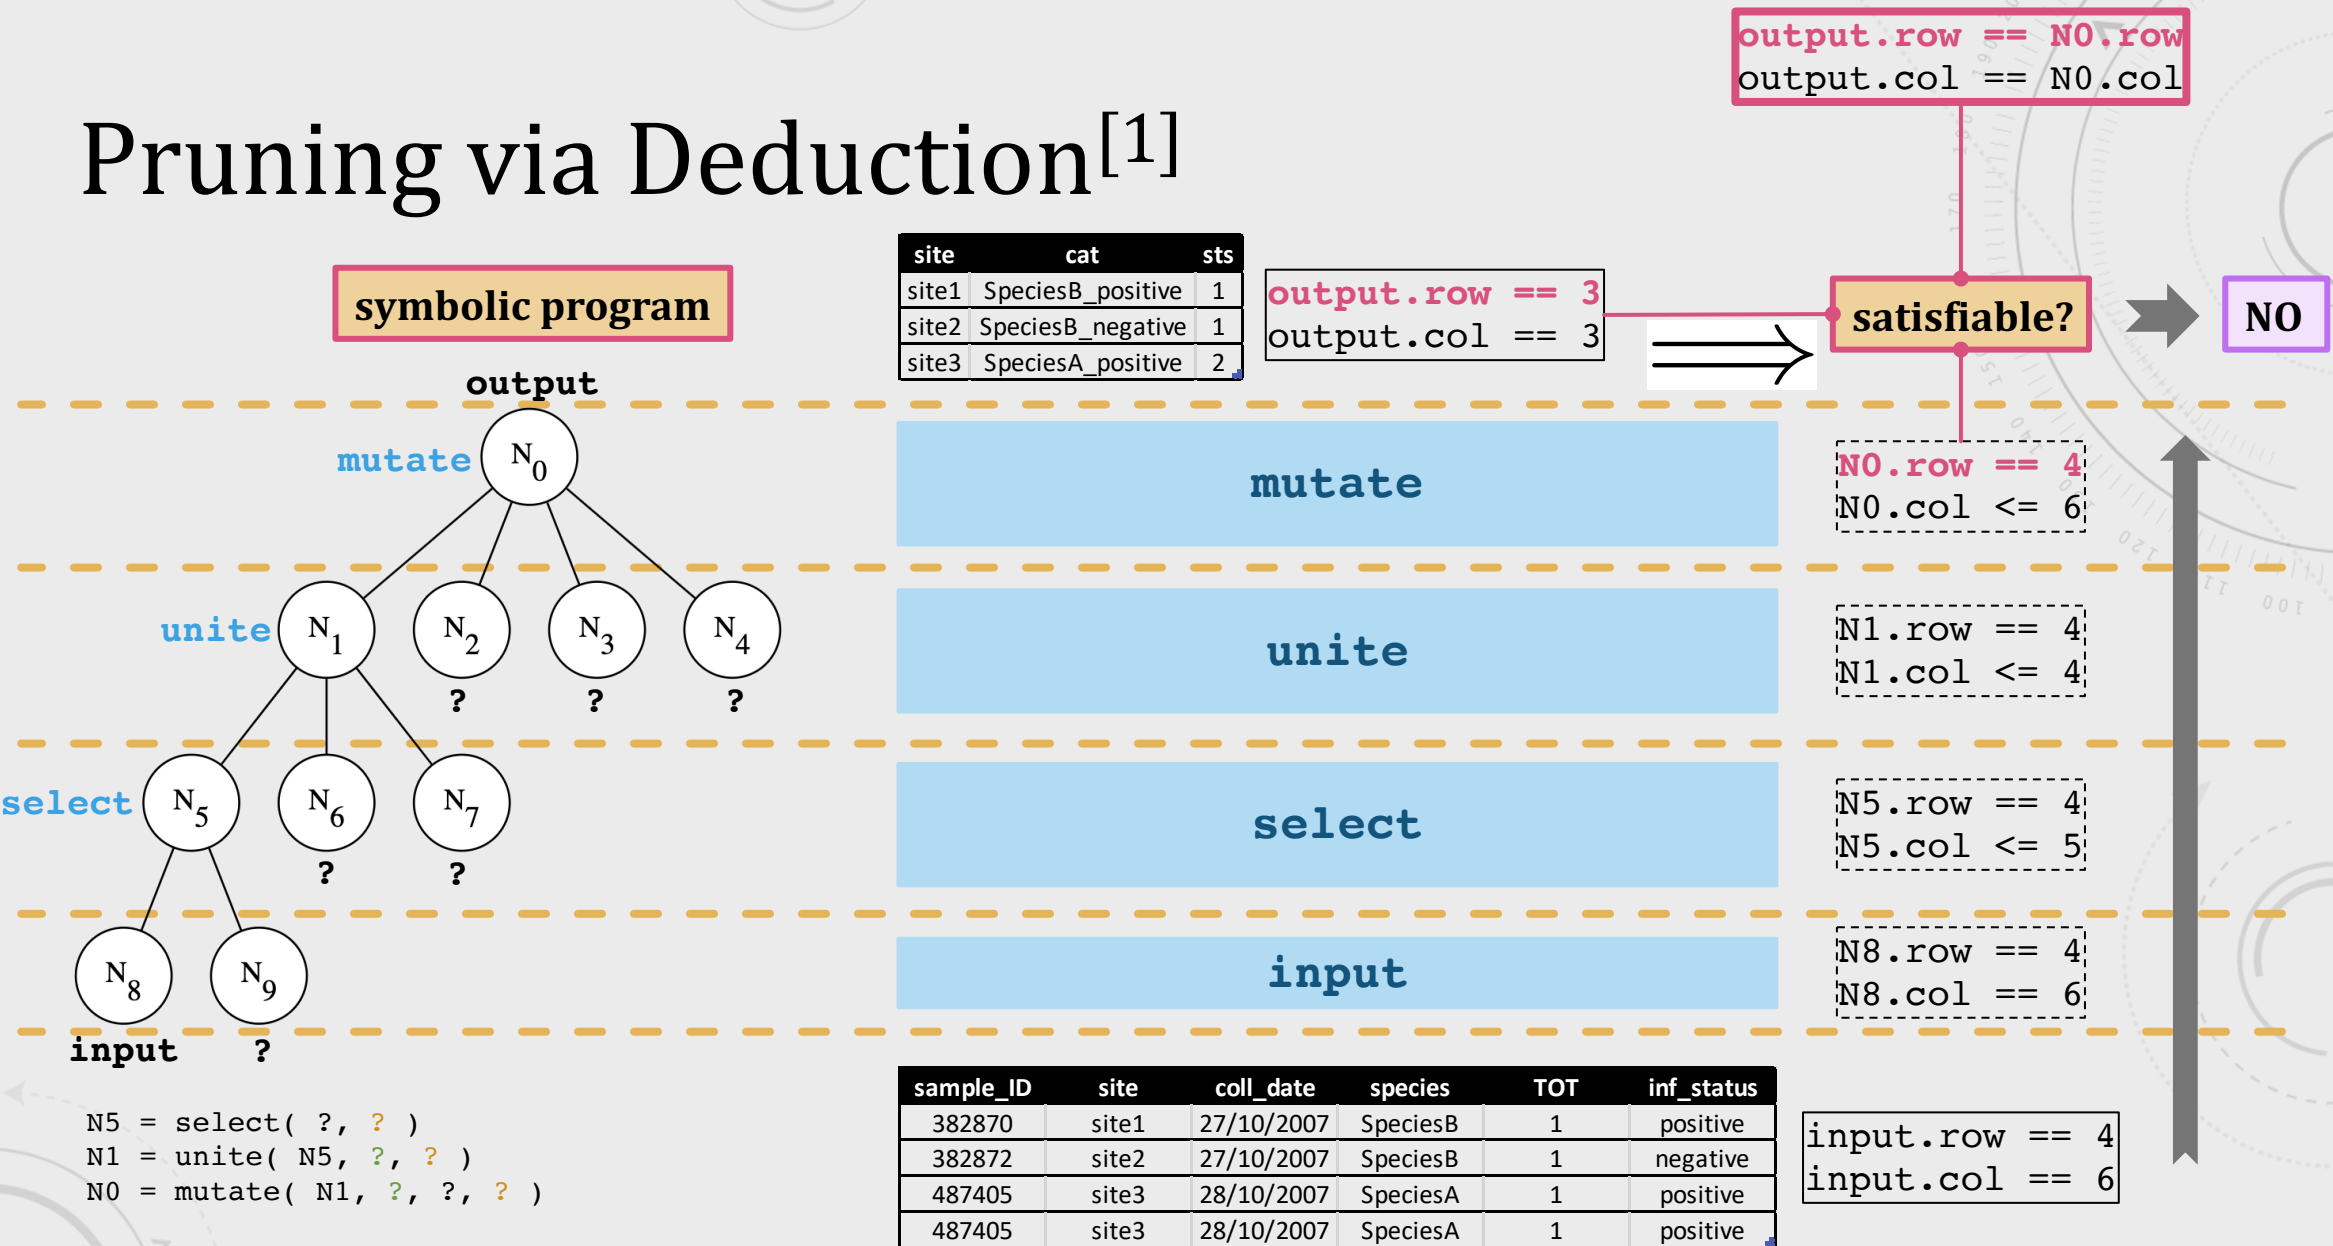 output.row == N0.row
output.col == N0.col
Pruning via Deduction[1]
symbolic program
site cat sts
site1 SpeciesB_positive 1
site2 SpeciesB_negative 1
site3 SpeciesA_positive 2
output.row == 3
output.col == 3
satisfiable?
NO
output
mutate
N0
mutate
N0.row == 4
N0.col <= 6
unite
N1 N2 N3 N4
? ? ?
unite
N1.row == 4
N1.col <= 4
select
N5 N6 N7
? ?
select
N5.row == 4
N5.col <= 5
N8 N9
input ?
input
N8.row == 4
N8.col == 6
N5 = select( ?, ? )
N1 = unite( N5, ?, ? )
N0 = mutate( N1, ?, ?, ? )
sample_ID site coll_date species TOT inf_status
382870 site1 27/10/2007 SpeciesB 1 positive
382872 site2 27/10/2007 SpeciesB 1 negative
487405 site3 28/10/2007 SpeciesA 1 positive
487405 site3 28/10/2007 SpeciesA 1 positive
input.row == 4
input.col == 6
190
170
140
120
100